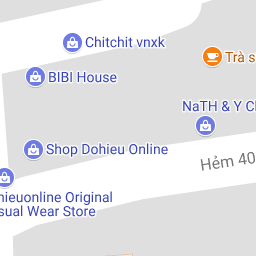 Chitchit vnxk
Trà s
BIBI House
NaTH & Y C
Shop Dohieu Online
Hẻm 40
hieuonline Original
sual Wear Store